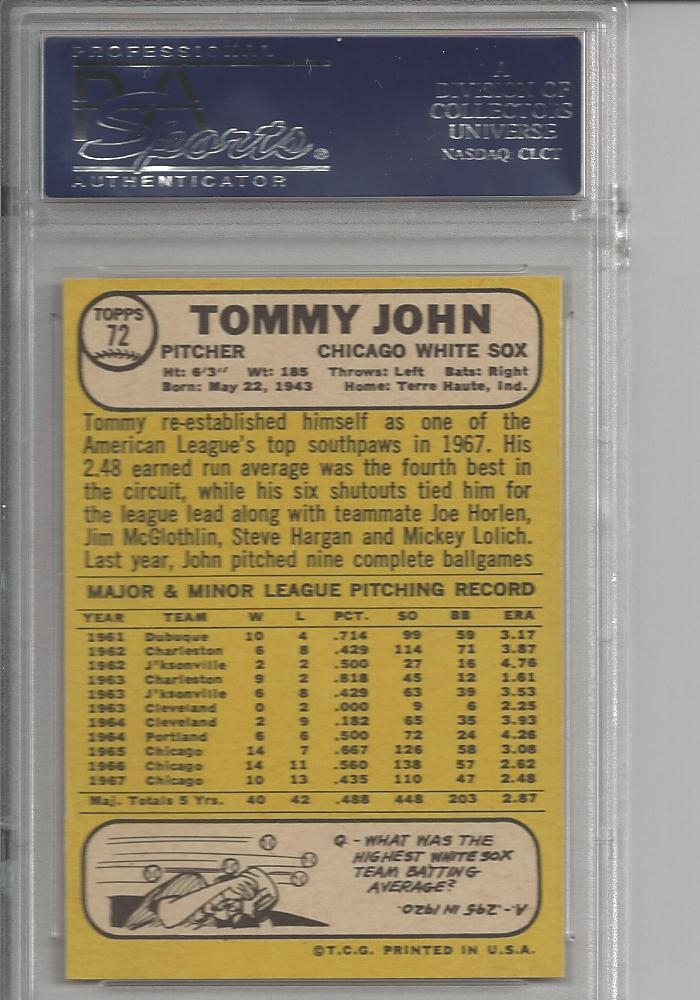 PROFESSIONAL
PSA
Sports®
AUTHENTICATOR
A
DIVISION OF
COLLECTORS
UNIVERSE
NASDAQ: CLCT
TOPPS
72
TOMMY JOHN
PITCHER CHICAGO WHITE SOX
Ht: 6'3" Wt: 185 Throws: Left Bats: Right
Born: May 22, 1943 Home: Terre Haute, Ind.
Tommy re-established himself as one of the
American League's top southpaws in 1967. His
2.48 earned run average was the fourth best in
the circuit, while his six shutouts tied him for
the league lead along with teammate Joe Horlen,
Jim McGlothlin, Steve Hargan and Mickey Lolich.
Last year, John pitched nine complete ballgames
MAJOR & MINOR LEAGUE PITCHING RECORD
YEAR TEAM W L PCT. SO BB ERA
1961 Dubuque 10 4 .714 99 59 3.17
1962 Charleston 6 8 .429 114 71 3.87
1962 J'ksonville 2 2 .500 27 16 4.76
1963 Charleston 9 2 .818 45 12 1.61
1963 J'ksonville 6 8 .429 63 39 3.53
1963 Cleveland 0 2 .000 9 6 2.25
1964 Cleveland 2 9 .182 65 35 3.93
1964 Portland 6 6 .500 72 24 4.26
1965 Chicago 14 7 .667 126 58 3.08
1966 Chicago 14 11 .560 138 57 2.62
1967 Chicago 10 13 .435 110 47 2.48
Maj. Totals 5 Yrs. 40 42 .488 448 203 2.87
Q - WHAT WAS THE
HIGHEST WHITE SOX
TEAM BATTING
AVERAGE?
A.- .295 IN 1920.
©T.C.G. PRINTED IN U.S.A.